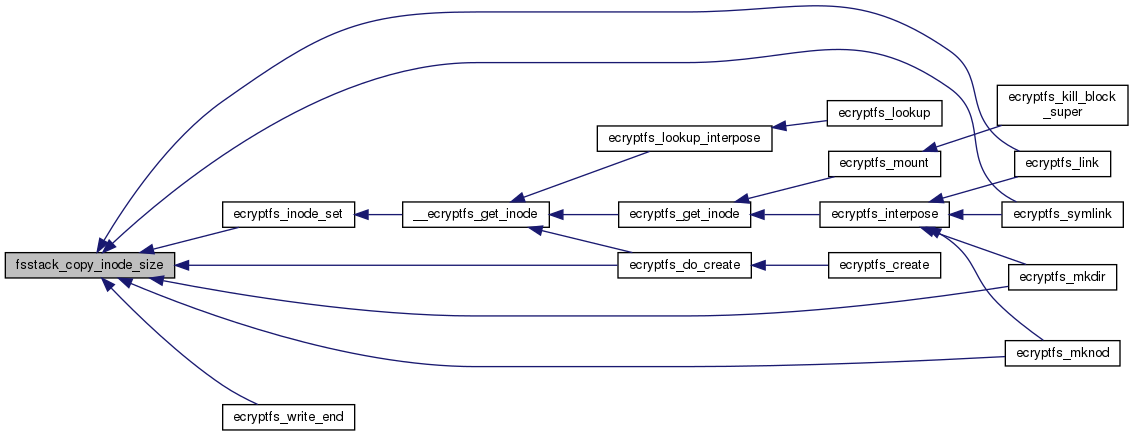 ecryptfs_kill_block
_super
ecryptfs_lookup
ecryptfs_lookup_interpose
ecryptfs_mount
ecryptfs_link
ecryptfs_inode_set
__ecryptfs_get_inode
ecryptfs_get_inode
ecryptfs_interpose
ecryptfs_symlink
fsstack_copy_inode_size
ecryptfs_do_create
ecryptfs_create
ecryptfs_mkdir
ecryptfs_mknod
ecryptfs_write_end